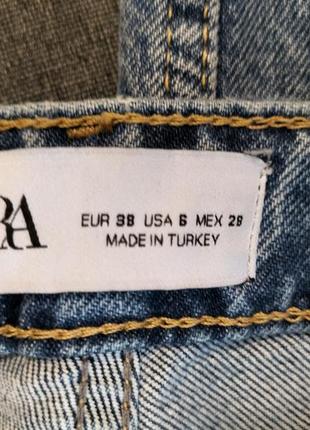 RA
EUR 38 USA 6 MEX 28
MADE IN TURKEY